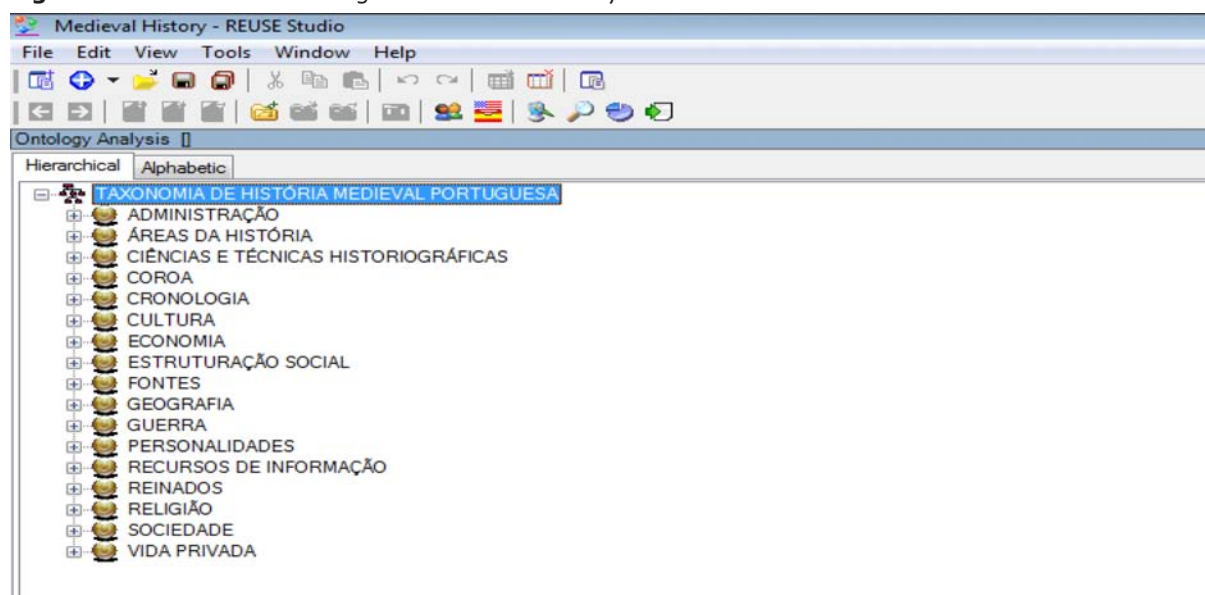 Medieval History - REUSE Studio
File Edit View Tools Window Help
Ontology Analysis []
Hierarchical Alphabetic
TAXONOMIA DE HISTÓRIA MEDIEVAL PORTUGUESA
ADMINISTRAÇÃO
ÁREAS DA HISTÓRIA
CIÊNCIAS E TÉCNICAS HISTORIOGRÁFICAS
COROA
CRONOLOGIA
CULTURA
ECONOMIA
ESTRUTURAÇÃO SOCIAL
FONTES
GEOGRAFIA
GUERRA
PERSONALIDADES
RECURSOS DE INFORMAÇÃO
REINADOS
RELIGIÃO
SOCIEDADE
VIDA PRIVADA